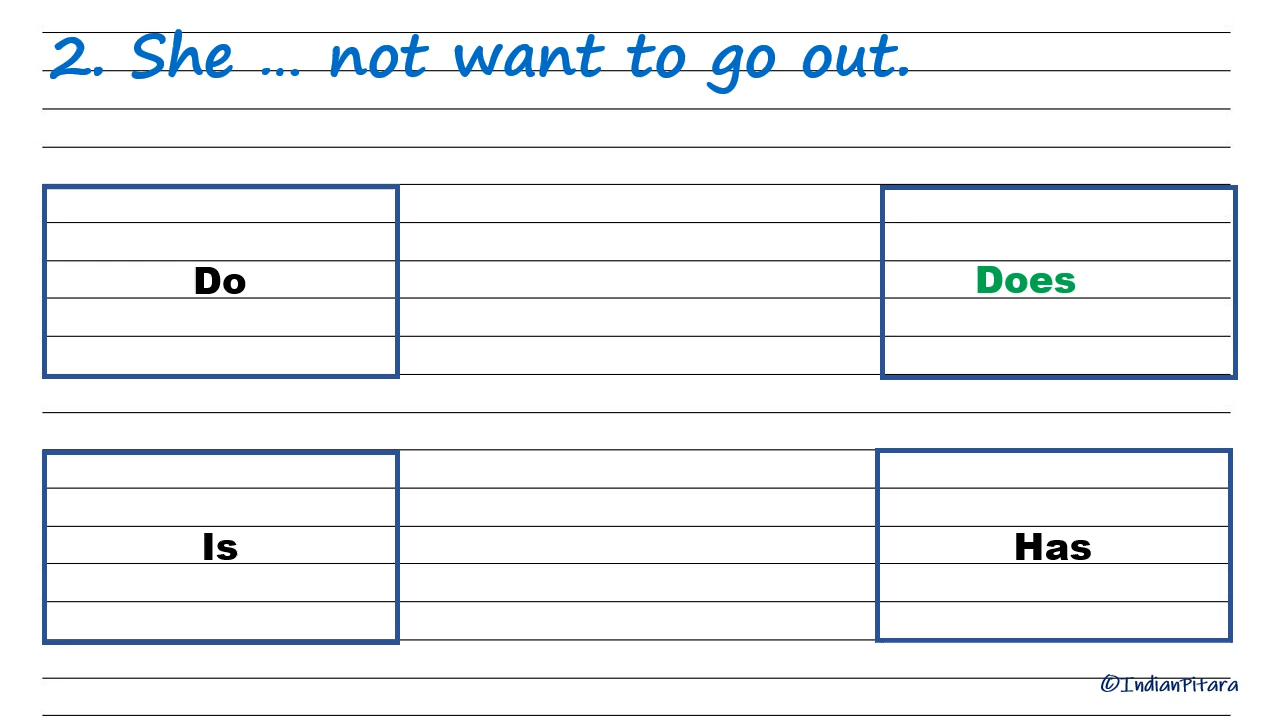 2. She ... not want to go out.
Do
Does
Is
Has
©IndianPitara